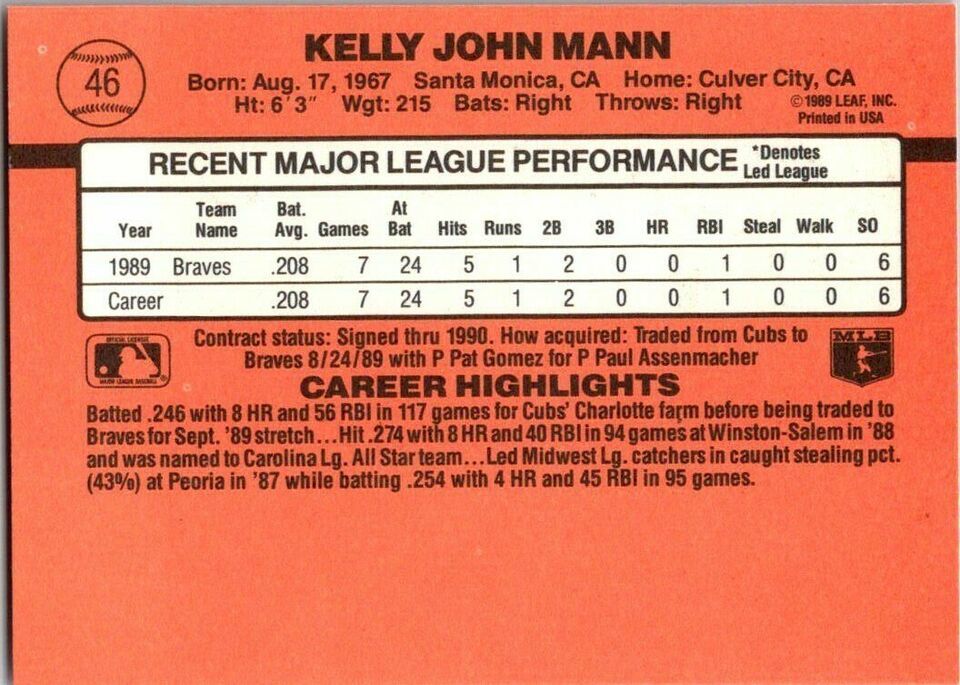 46
KELLY JOHN MANN
Born: Aug. 17, 1967 Santa Monica, CA Home: Culver City, CA
Ht: 6'3" Wgt: 215 Bats: Right Throws: Right
©1989 LEAF, INC.
Printed in USA
RECENT MAJOR LEAGUE PERFORMANCE *Denotes
Led League
Year Team Name Bat. Avg. Games At Bat Hits Runs 2B 3B HR RBI Steal Walk SO
1989 Braves .208 7 24 5 1 2 0 0 1 0 0 6
Career .208 7 24 5 1 2 0 0 1 0 0 6
OFFICIAL LICENSEE
MAJOR LEAGUE BASEBALL
Contract status: Signed thru 1990. How acquired: Traded from Cubs to
Braves 8/24/89 with P Pat Gomez for P Paul Assenmacher
MLB
CAREER HIGHLIGHTS
Batted .246 with 8 HR and 56 RBI in 117 games for Cubs' Charlotte farm before being traded to
Braves for Sept. '89 stretch...Hit .274 with 8 HR and 40 RBI in 94 games at Winston-Salem in '88
and was named to Carolina Lg. All Star team...Led Midwest Lg. catchers in caught stealing pct.
(43%) at Peoria in '87 while batting .254 with 4 HR and 45 RBI in 95 games.